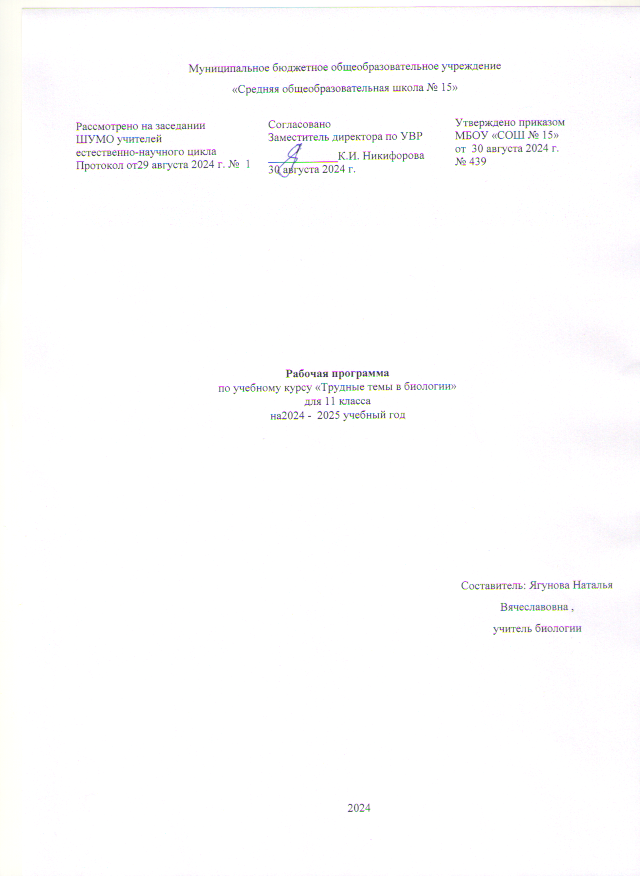 Муниципальное бюджетное общеобразовательное учреждение
«Средняя общеобразовательная школа № 15»
Рассмотрено на заседании
ШУМО учителей
естественно-научного цикла
Протокол от29 августа 2024 г. № 1
Согласовано
Заместитель директора по УВР
К.И. Никифорова
30 августа 2024 г.
Утверждено приказом
МБОУ «СОШ № 15»
от 30 августа 2024 г.
№ 439
Рабочая программа
по учебному курсу «Трудные темы в биологии»
для 11 класса
на2024 - 2025 учебный год
Составитель: Ягунова Наталья
Вячеславовна ,
учитель биологии
2024